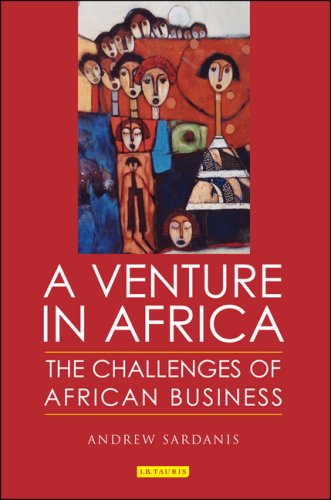 A VENTURE
IN AFRICA
THE CHALLENGES OF
AFRICAN BUSINESS
ANDREW SARDANIS
I.B.TAURIS